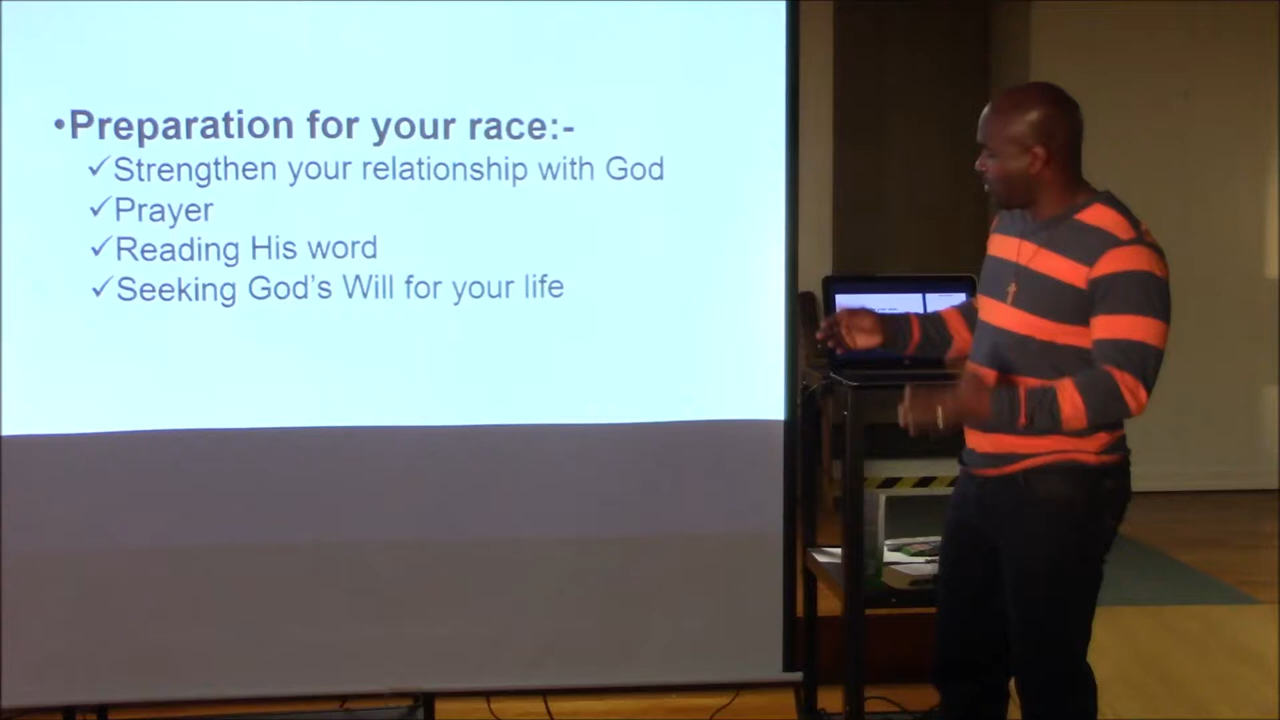 •Preparation for your race:-
✓Strengthen your relationship with God
✓Prayer
✓Reading His word
✓Seeking God's Will for your life